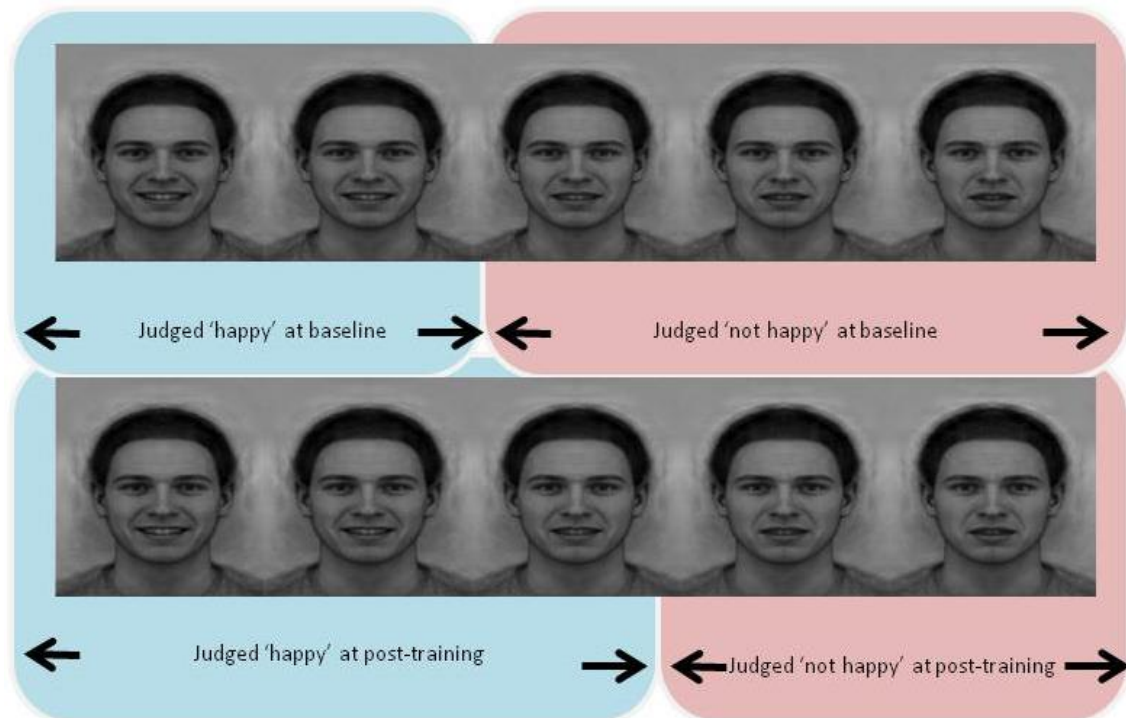 Judged ‘happy’ at baseline
Judged ‘not happy’ at baseline
Judged ‘happy’ at post-training
Judged ‘not happy’ at post-training